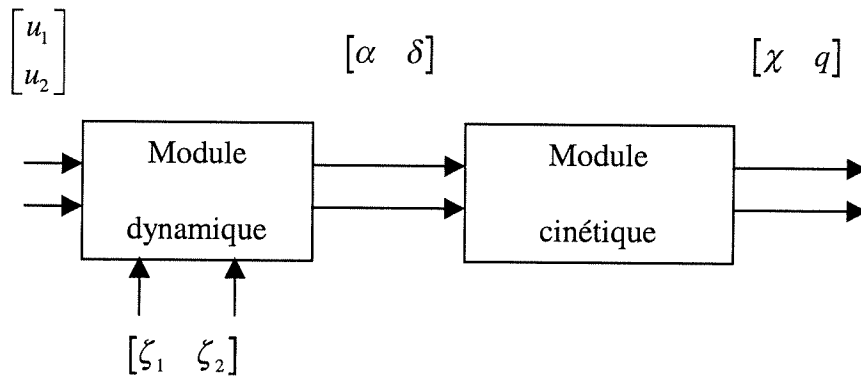 [u₁
u₂]
[α δ]
[χ q]
Module
dynamique
Module
cinétique
[ζ₁ ζ₂]